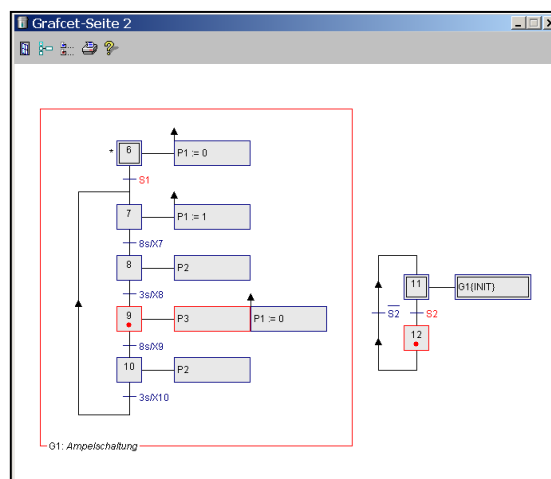 Grafcet-Seite 2
* 6 P1 := 0
S1
7 P1 := 1
8s/X7
8 P2
3s/X8
9 P3 P1 := 0
8s/X9
10 P2
3s/X10
G1: Ampelschaltung
11 G1{INIT}
S2 S2
12